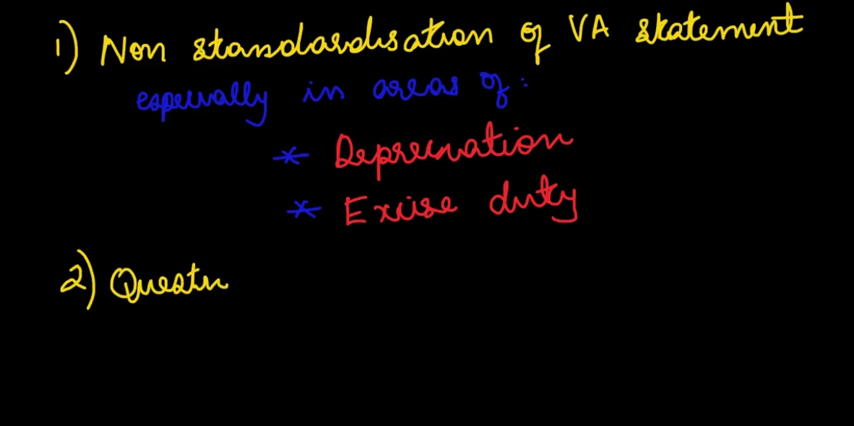 1) Non standardisation of VA statement
especially in areas of:
* Depreciation
* Excise duty
2) Questn